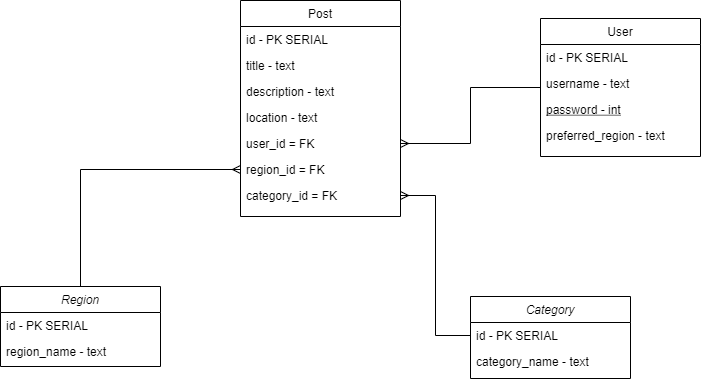 Post
id - PK SERIAL
title - text
description - text
location - text
user_id = FK
region_id = FK
category_id = FK
User
id - PK SERIAL
username - text
password - int
preferred_region - text
Region
id - PK SERIAL
region_name - text
Category
id - PK SERIAL
category_name - text